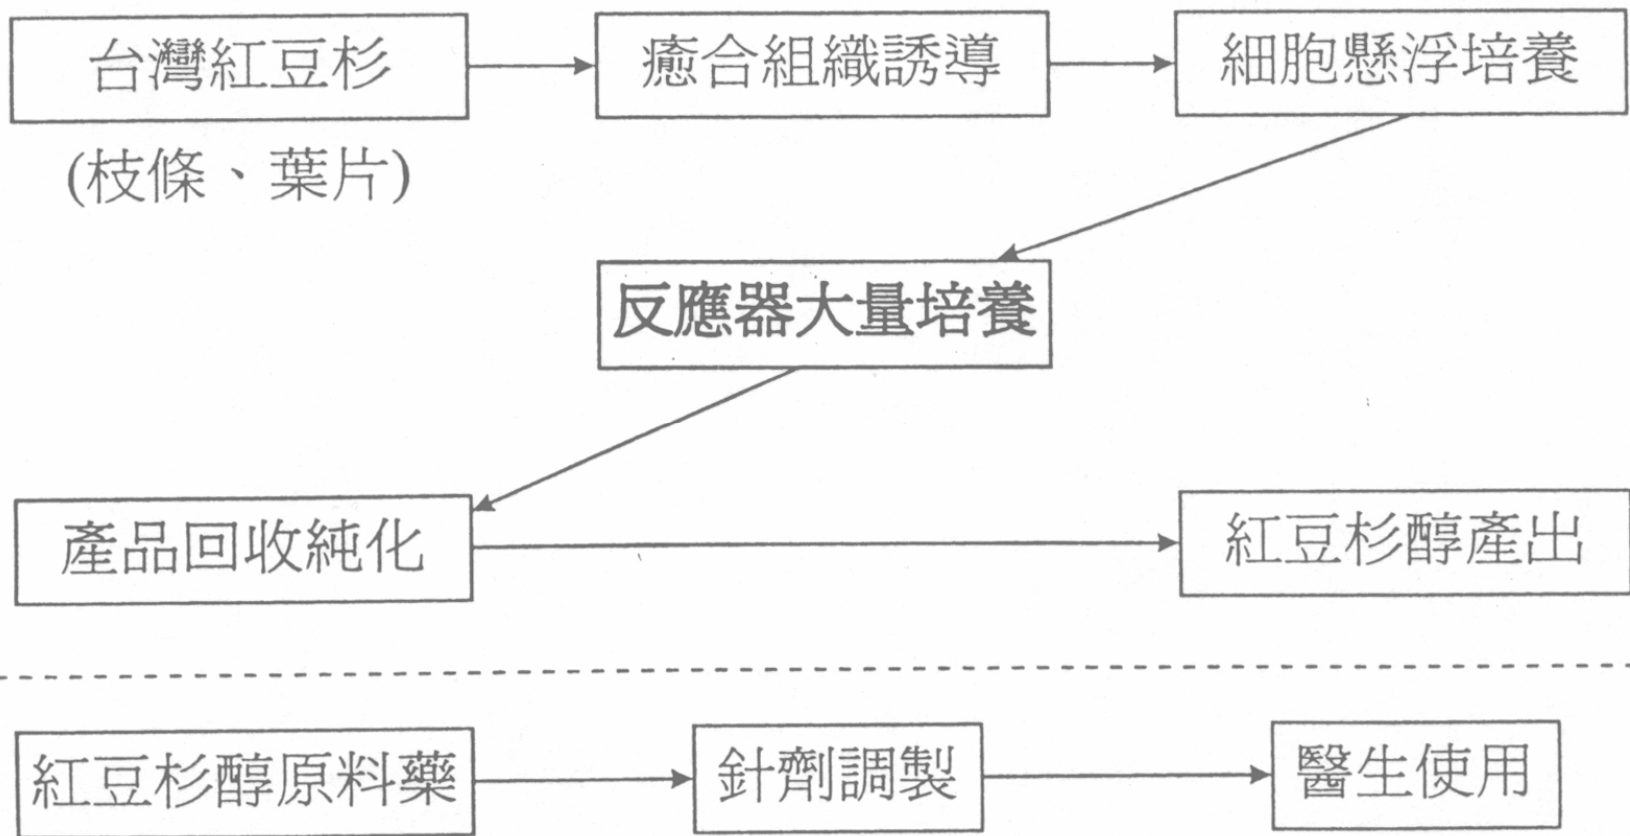 台灣紅豆杉
癒合組織誘導
細胞懸浮培養
(枝條、葉片)
反應器大量培養
產品回收純化
紅豆杉醇產出
紅豆杉醇原料藥
針劑調製
醫生使用